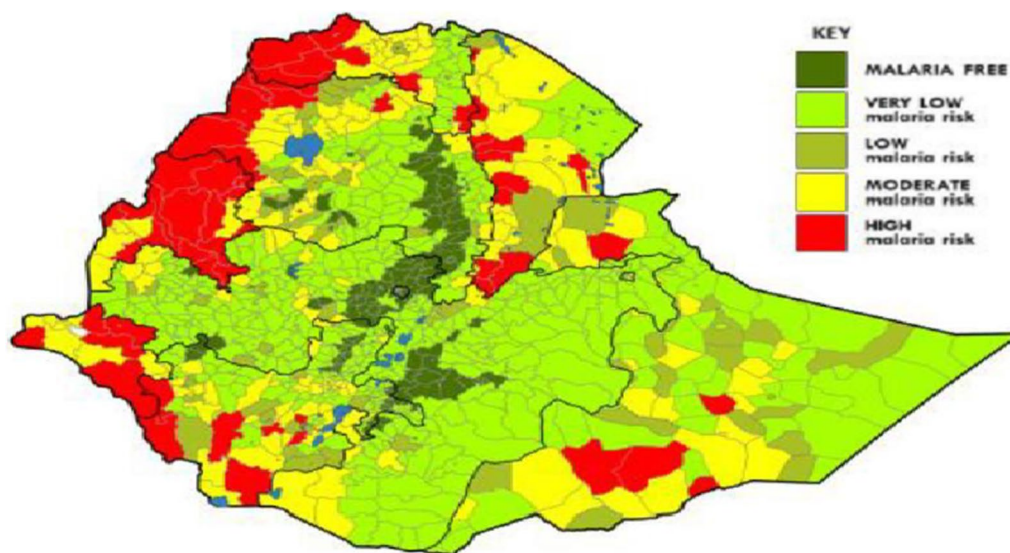 KEY
MALARIA FREE
VERY LOW
malaria risk
LOW
malaria risk
MODERATE
malaria risk
HIGH
malaria risk